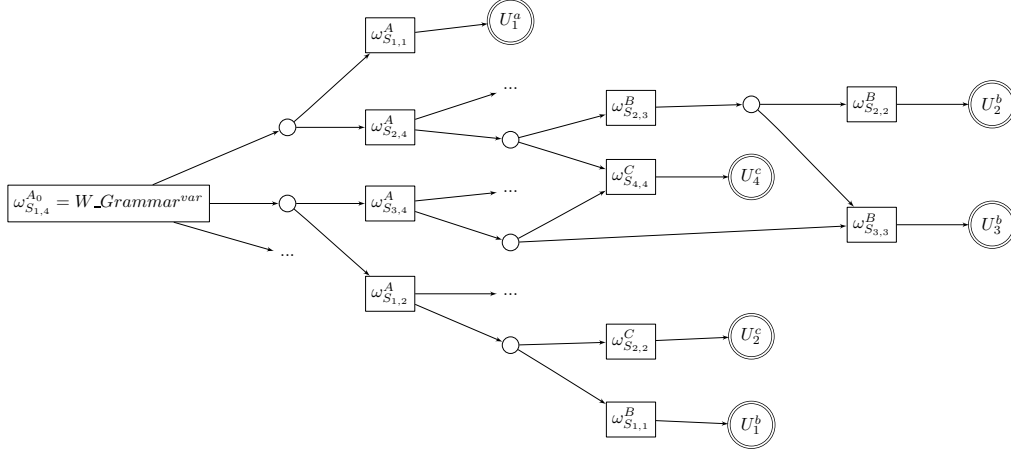 ω^{A}_{S_{1,1}}
U^{a}_{1}
...
ω^{B}_{S_{2,3}}
ω^{B}_{S_{2,2}}
U^{b}_{2}
ω^{A}_{S_{2,4}}
ω^{C}_{S_{4,4}}
U^{c}_{4}
ω^{A_0}_{S_{1,4}} = W_Grammar^{var}
ω^{A}_{S_{3,4}}
...
ω^{B}_{S_{3,3}}
U^{b}_{3}
...
ω^{A}_{S_{1,2}}
...
ω^{C}_{S_{2,2}}
U^{c}_{2}
ω^{B}_{S_{1,1}}
U^{b}_{1}